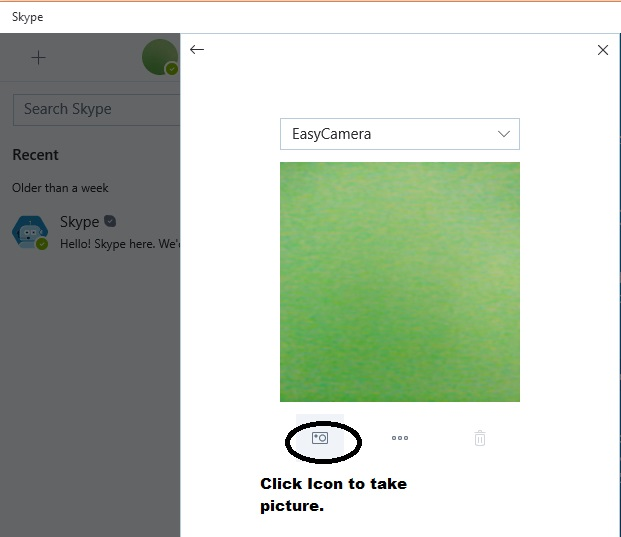 Skype
EasyCamera
Search Skype
Recent
Older than a week
Skype
Hello! Skype here. We'
Click Icon to take
picture.